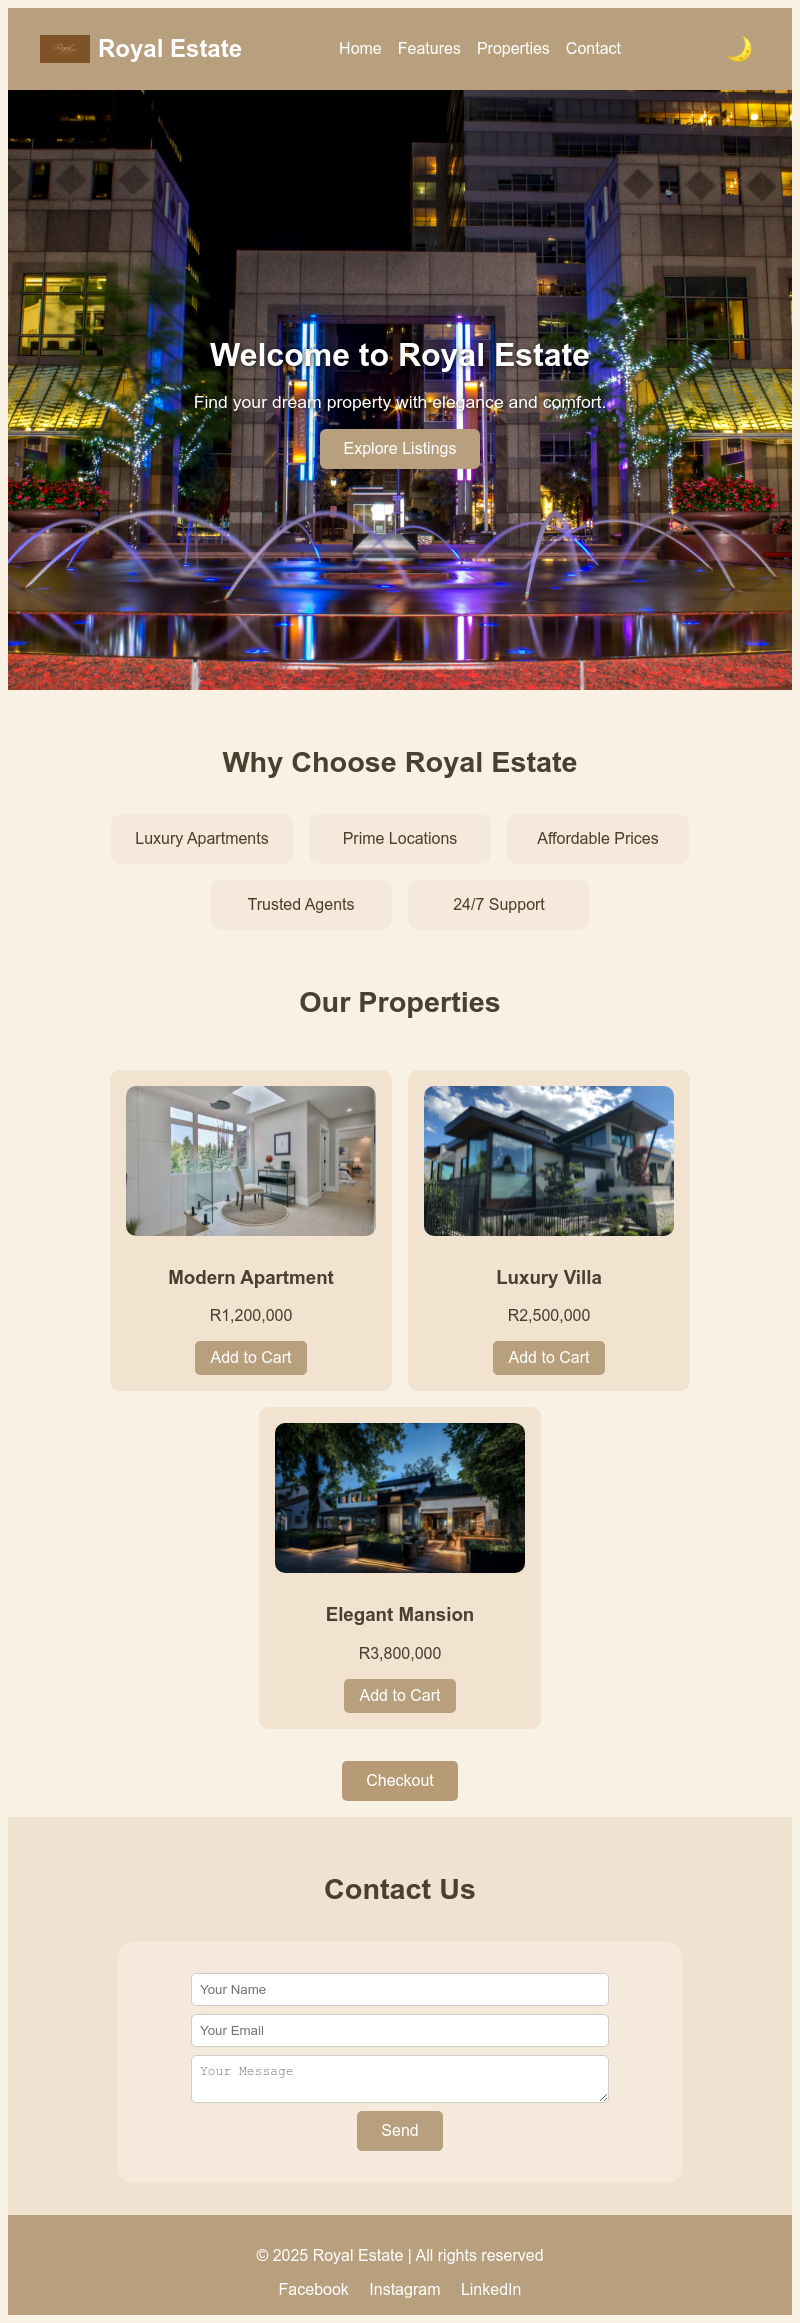 Royal
Royal Estate
Home Features Properties Contact
Welcome to Royal Estate
Find your dream property with elegance and comfort.
Explore Listings
Why Choose Royal Estate
Luxury Apartments
Prime Locations
Affordable Prices
Trusted Agents
24/7 Support
Our Properties
Modern Apartment
R1,200,000
Add to Cart
Luxury Villa
R2,500,000
Add to Cart
Elegant Mansion
R3,800,000
Add to Cart
Checkout
Contact Us
Your Name
Your Email
Your Message
Send
© 2025 Royal Estate | All rights reserved
Facebook Instagram LinkedIn